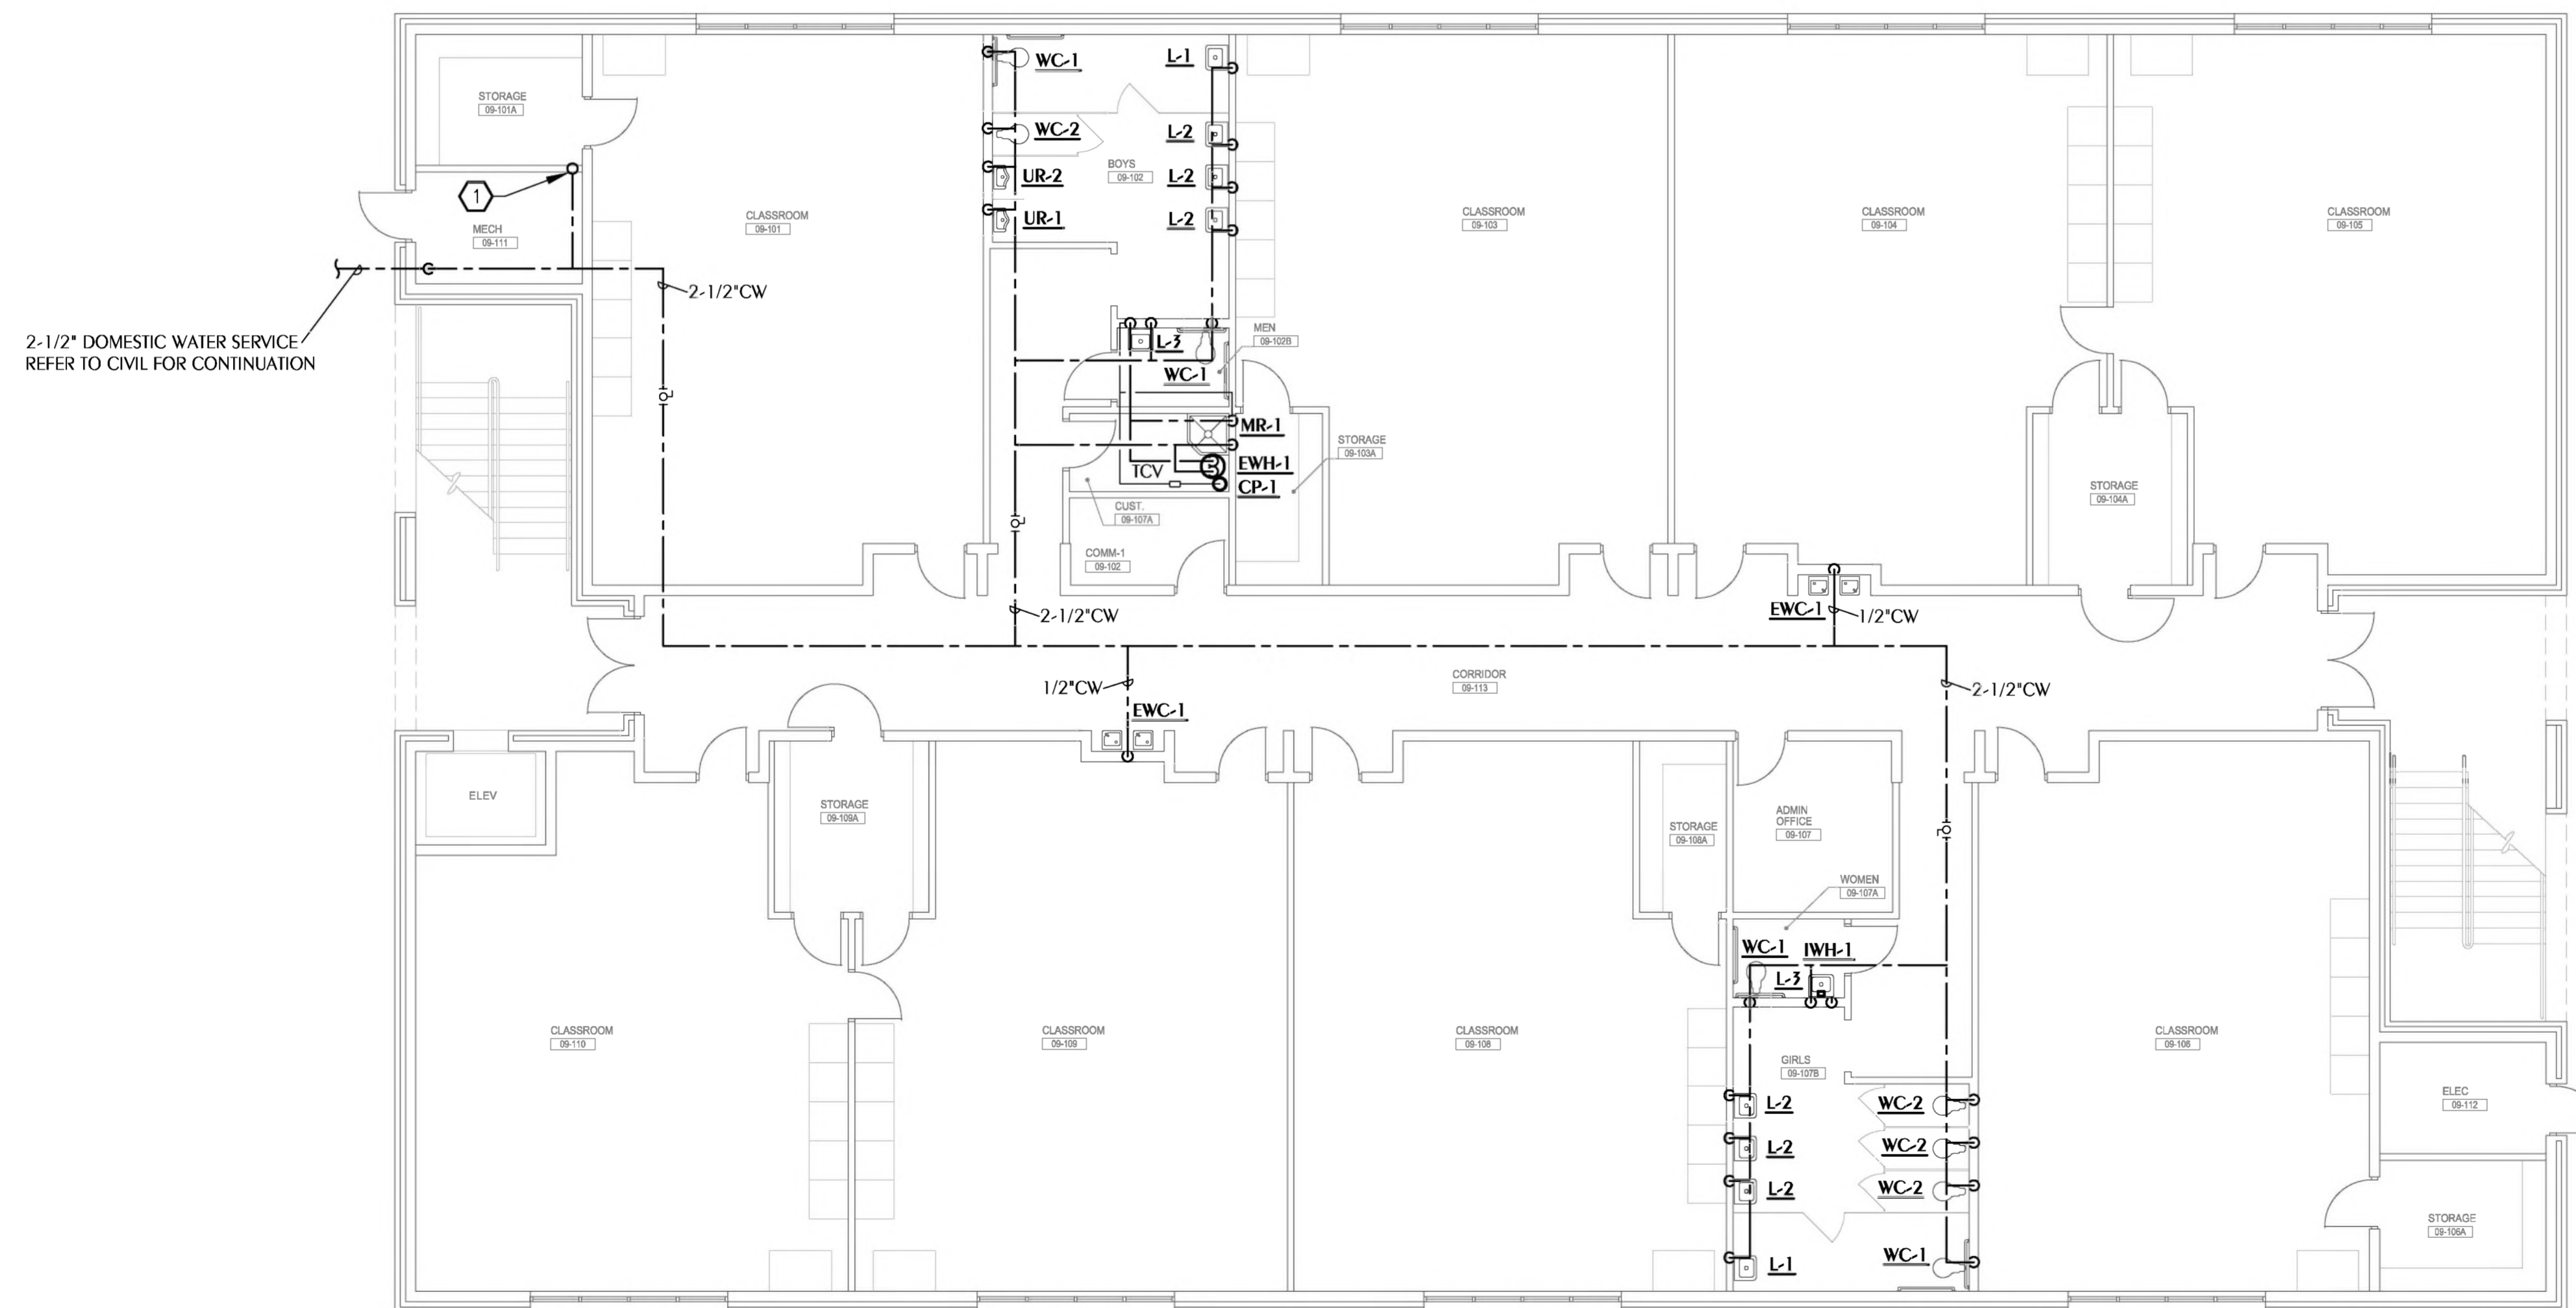 WC-1
L-1
STORAGE
09-101A
WC-2
L-2
BOYS
09-102
UR-2
L-2
1
UR-1
L-2
CLASSROOM
09-101
CLASSROOM
09-103
CLASSROOM
09-104
CLASSROOM
09-105
MECH
09-111
2-1/2"CW
2-1/2" DOMESTIC WATER SERVICE
REFER TO CIVIL FOR CONTINUATION
MEN
09-102B
L-3
WC-1
MR-1
STORAGE
09-103A
TCV
EWH-1
CP-1
CUST.
09-107A
COMM-1
09-102
STORAGE
09-104A
2-1/2"CW
EWC-1
1/2"CW
CORRIDOR
09-113
1/2"CW
2-1/2"CW
EWC-1
ELEV
STORAGE
09-109A
STORAGE
09-108A
ADMIN
OFFICE
09-107
WOMEN
09-107A
WC-1
IWH-1
L-3
CLASSROOM
09-110
CLASSROOM
09-109
CLASSROOM
09-108
CLASSROOM
09-106
GIRLS
09-107B
L-2
WC-2
ELEC
09-112
L-2
WC-2
L-2
WC-2
STORAGE
09-106A
L-1
WC-1